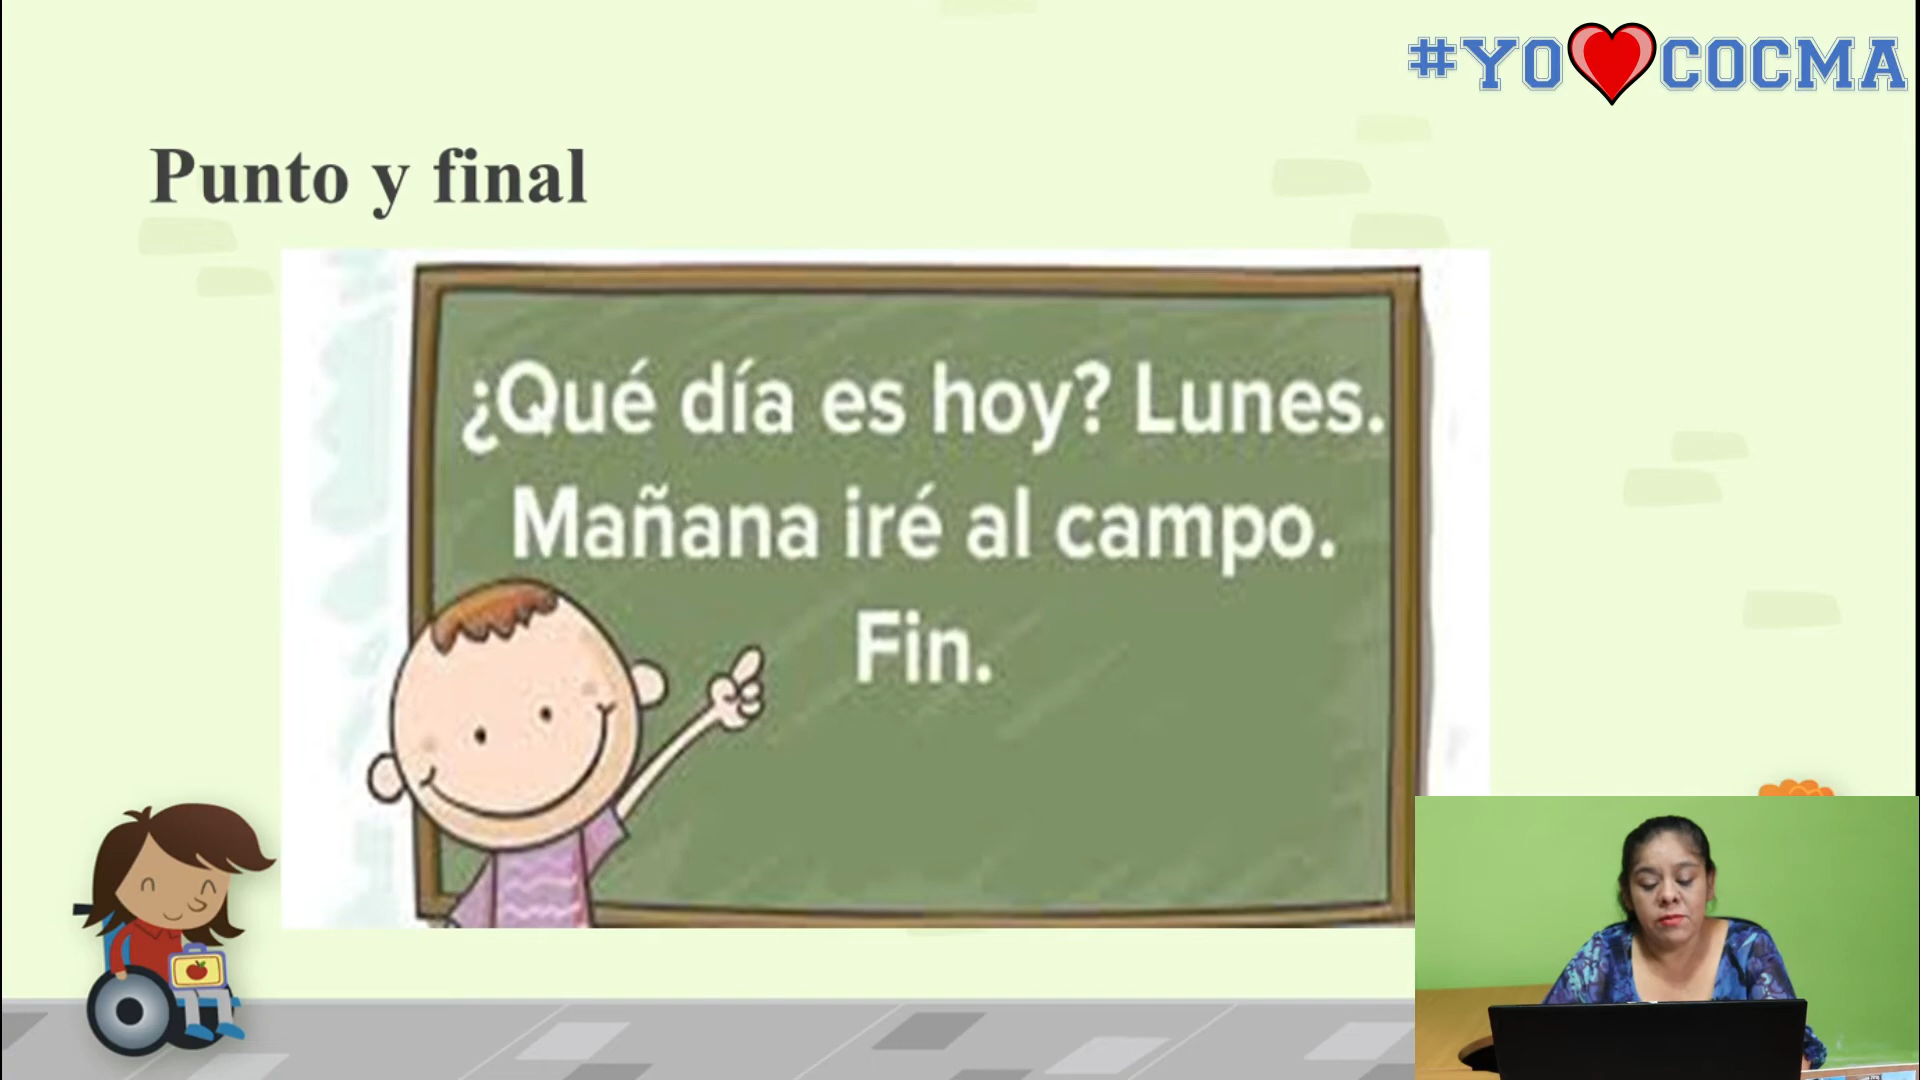 #YO COCMA
Punto y final
¿Qué día es hoy? Lunes.
Mañana iré al campo.
Fin.